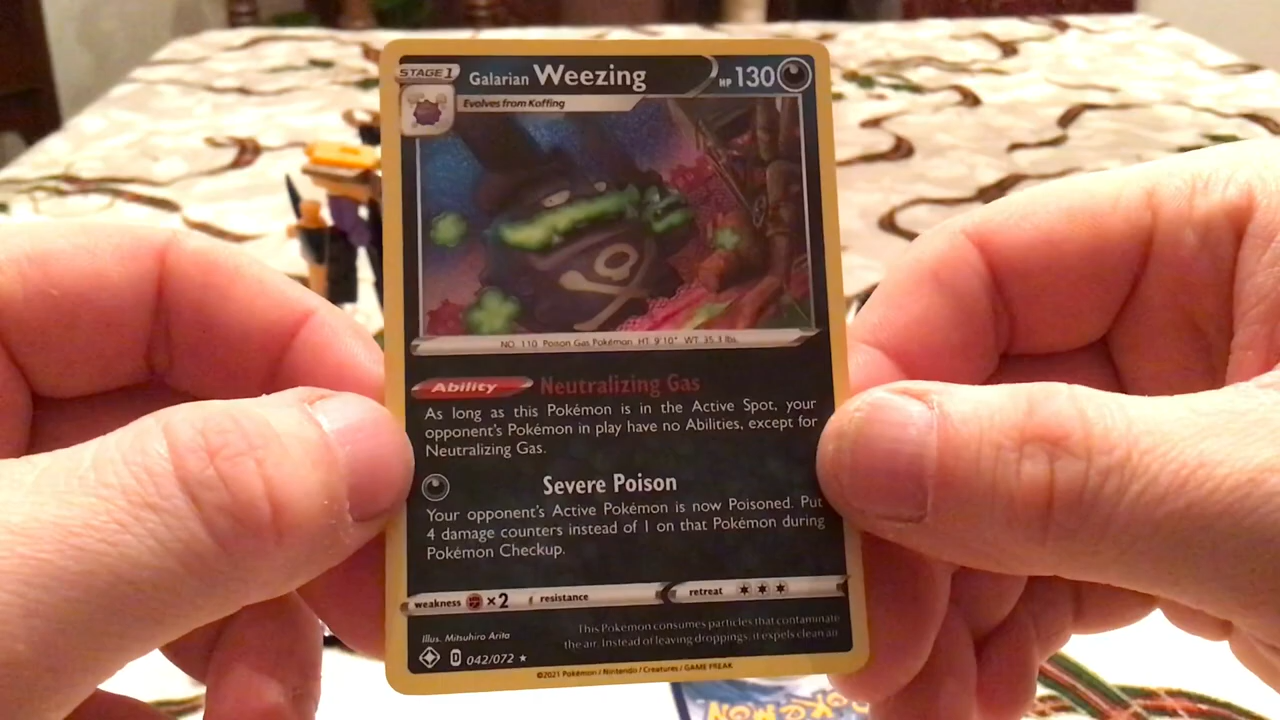 STAGE 1 Galarian Weezing HP 130
Evolves from Koffing
NO. 110 Poison Gas Pokémon HT: 9'10" WT: 35.3 lbs.
Ability Neutralizing Gas
As long as this Pokémon is in the Active Spot, your
opponent's Pokémon in play have no Abilities, except for
Neutralizing Gas.
Severe Poison
Your opponent's Active Pokémon is now Poisoned. Put
4 damage counters instead of 1 on that Pokémon during
Pokémon Checkup.
weakness ×2 resistance retreat
Illus. Mitsuhiro Arita
This Pokémon consumes particles that contaminate
the air. Instead of leaving droppings, it expels clean air.
D 042/072 ★
©2021 Pokémon / Nintendo / Creatures / GAME FREAK
POKéMON